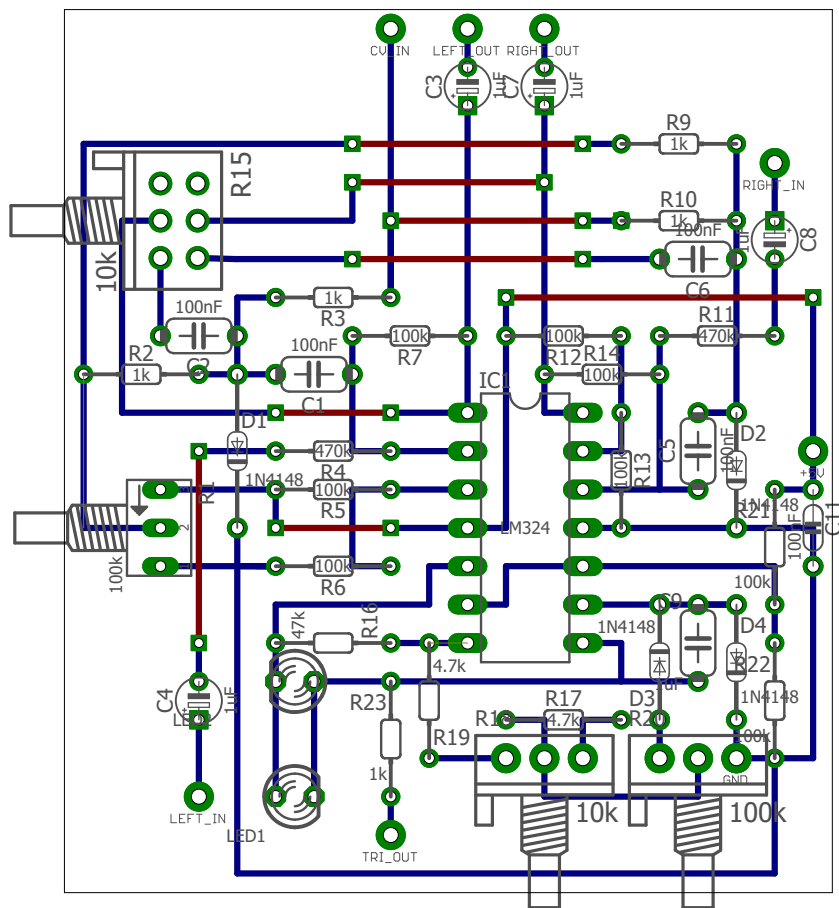 CV_IN
LEFT_OUT
RIGHT_OUT
C3
1uF
C7
1uF
R9
1k
RIGHT_IN
R15
10k
R10
1k
100nF
C6
1uF
C8
R3
1k
100nF
C2
R2
1k
100nF
C1
R7
100k
R12
100k
R14
100k
R11
470k
IC1
LM324
D1
1N4148
R4
470k
R5
100k
R6
100k
R1
100k
2
R13
100k
C5
100nF
D2
1N4148
R21
100k
C11
100nF
R16
47k
4.7k
R19
R23
1k
C4
1uF
LEFT_IN
LED1
TRI_OUT
R17
4.7k
10k
1N4148
D3
C9
1uF
D4
1N4148
R22
100k
GND
100k